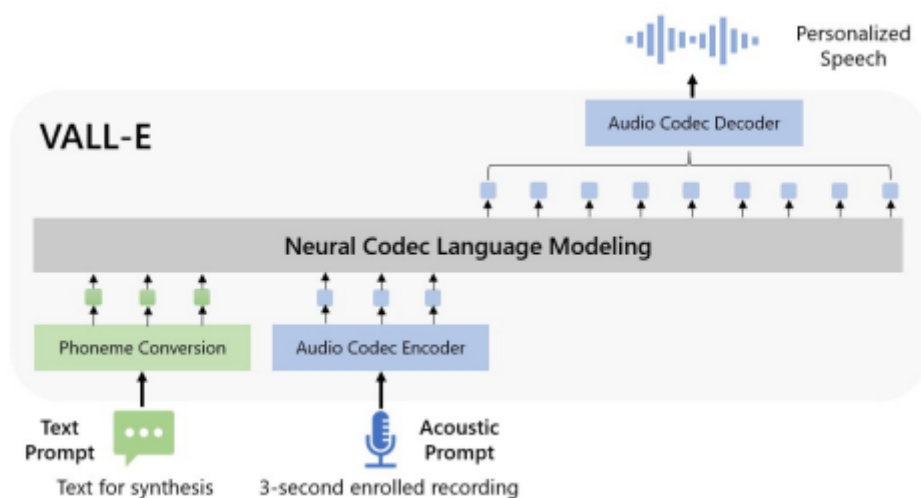 Personalized
Speech
Audio Codec Decoder
VALL-E
Neural Codec Language Modeling
Phoneme Conversion
Audio Codec Encoder
Text
Prompt
Acoustic
Prompt
Text for synthesis
3-second enrolled recording